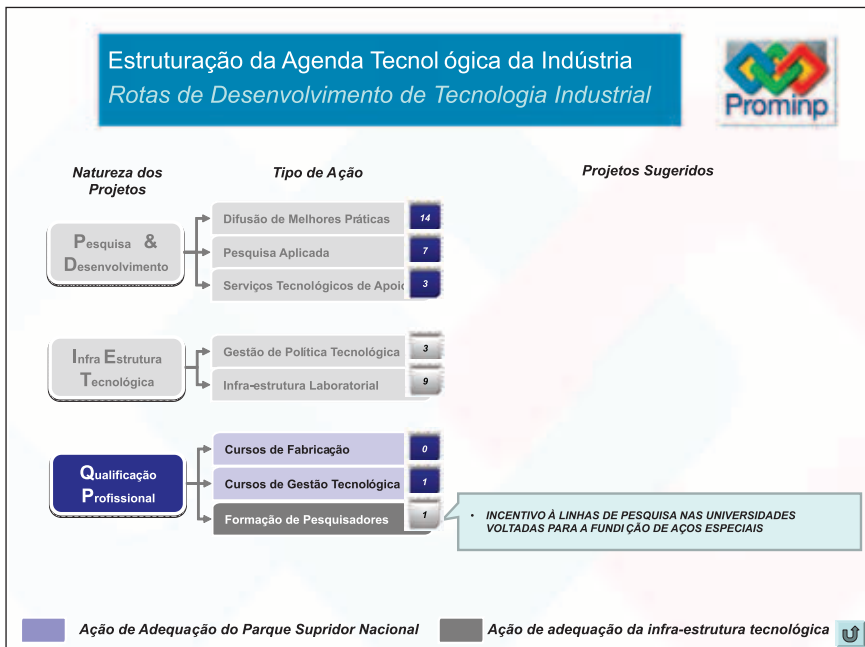 Estruturação da Agenda Tecnol ógica da Indústria
Rotas de Desenvolvimento de Tecnologia Industrial
Prominp
Natureza dos
Projetos
Tipo de Ação
Projetos Sugeridos
Pesquisa &
Desenvolvimento
Difusão de Melhores Práticas 14
Pesquisa Aplicada 7
Serviços Tecnológicos de Apoio 3
Infra Estrutura
Tecnológica
Gestão de Política Tecnológica 3
Infra-estrutura Laboratorial 9
Qualificação
Profissional
Cursos de Fabricação 0
Cursos de Gestão Tecnológica 1
Formação de Pesquisadores 1
• INCENTIVO À LINHAS DE PESQUISA NAS UNIVERSIDADES
VOLTADAS PARA A FUNDI ÇÃO DE AÇOS ESPECIAIS
Ação de Adequação do Parque Supridor Nacional
Ação de adequação da infra-estrutura tecnológica